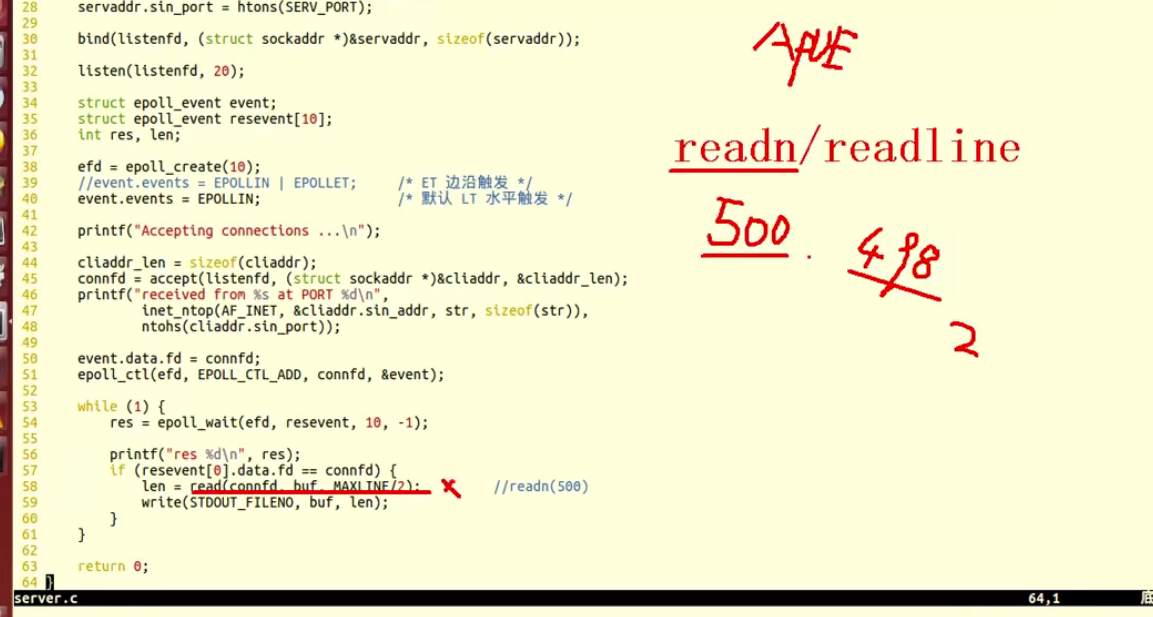 28 servaddr.sin_port = htons(SERV_PORT);
29
30 bind(listenfd, (struct sockaddr *)&servaddr, sizeof(servaddr));
31
32 listen(listenfd, 20);
33
34 struct epoll_event event;
35 struct epoll_event resevent[10];
36 int res, len;
37
38 efd = epoll_create(10);
39 //event.events = EPOLLIN | EPOLLET;     /* ET 边沿触发 */
40 event.events = EPOLLIN;                 /* 默认 LT 水平触发 */
41
42 printf("Accepting connections ...\n");
43
44 cliaddr_len = sizeof(cliaddr);
45 connfd = accept(listenfd, (struct sockaddr *)&cliaddr, &cliaddr_len);
46 printf("received from %s at PORT %d\n",
47         inet_ntop(AF_INET, &cliaddr.sin_addr, str, sizeof(str)),
48         ntohs(cliaddr.sin_port));
49
50 event.data.fd = connfd;
51 epoll_ctl(efd, EPOLL_CTL_ADD, connfd, &event);
52
53 while (1) {
54     res = epoll_wait(efd, resevent, 10, -1);
55
56     printf("res %d\n", res);
57     if (resevent[0].data.fd == connfd) {
58         len = read(connfd, buf, MAXLINE/2);         //readn(500)
59         write(STDOUT_FILENO, buf, len);
60     }
61 }
62
63 return 0;
64 }
server.c 64,1 底
APUE
readn/readline
500 .
498
2